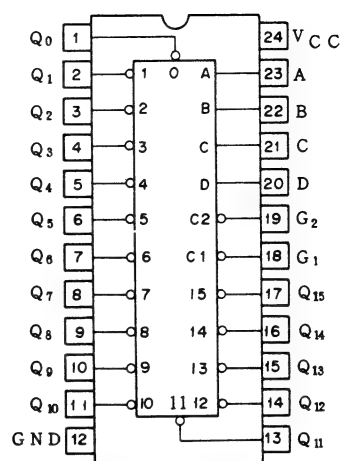 Q0 1 24 VCC
Q1 2 1 0 A 23 A
Q2 3 2 B 22 B
Q3 4 3 C 21 C
Q4 5 4 D 20 D
Q5 6 5 C2 19 G2
Q6 7 6 C1 18 G1
Q7 8 7 15 17 Q15
Q8 9 8 14 16 Q14
Q9 10 9 13 15 Q13
Q10 11 10 11 12 14 Q12
GND 12 13 Q11